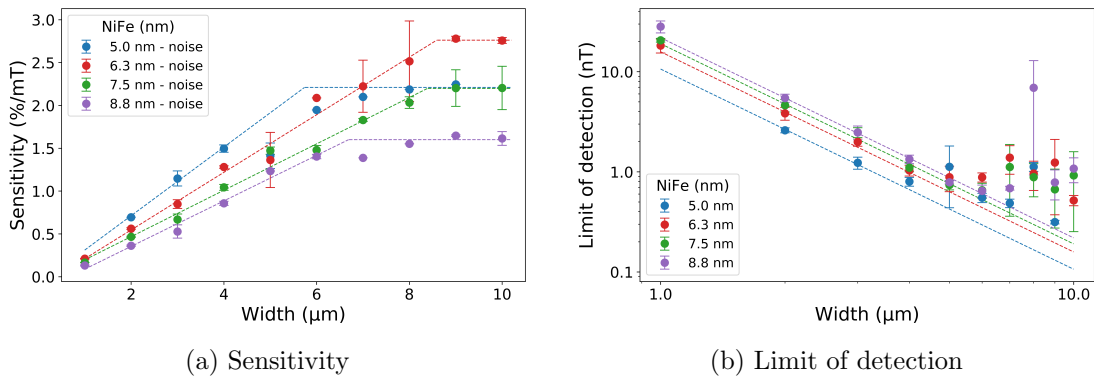 3.0
2.5
2.0
1.5
1.0
0.5
0.0
Sensitivity (%/mT)
NiFe (nm)
5.0 nm - noise
6.3 nm - noise
7.5 nm - noise
8.8 nm - noise
2 4 6 8 10
Width (μm)
(a) Sensitivity
10.0
1.0
0.1
Limit of detection (nT)
NiFe (nm)
5.0 nm
6.3 nm
7.5 nm
8.8 nm
1.0 10.0
Width (μm)
(b) Limit of detection